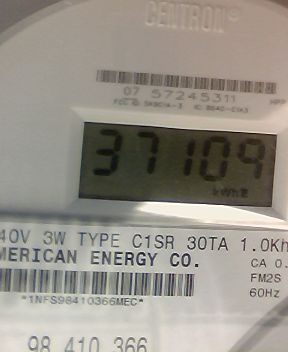 CENTRON®
07 57245311
37109
kWhE
40V 3W TYPE C1SR 30TA 1.0Kh
MERICAN ENERGY CO.
CA 0.
FM2S
60Hz
*1NFS98410366MEC*
98 410 366